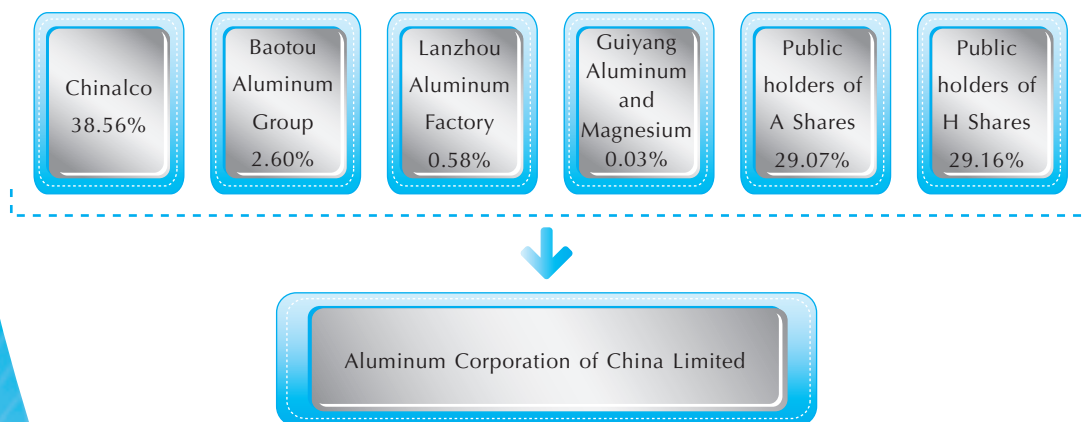 Chinalco
38.56%
Baotou
Aluminum
Group
2.60%
Lanzhou
Aluminum
Factory
0.58%
Guiyang
Aluminum
and
Magnesium
0.03%
Public
holders of
A Shares
29.07%
Public
holders of
H Shares
29.16%
Aluminum Corporation of China Limited